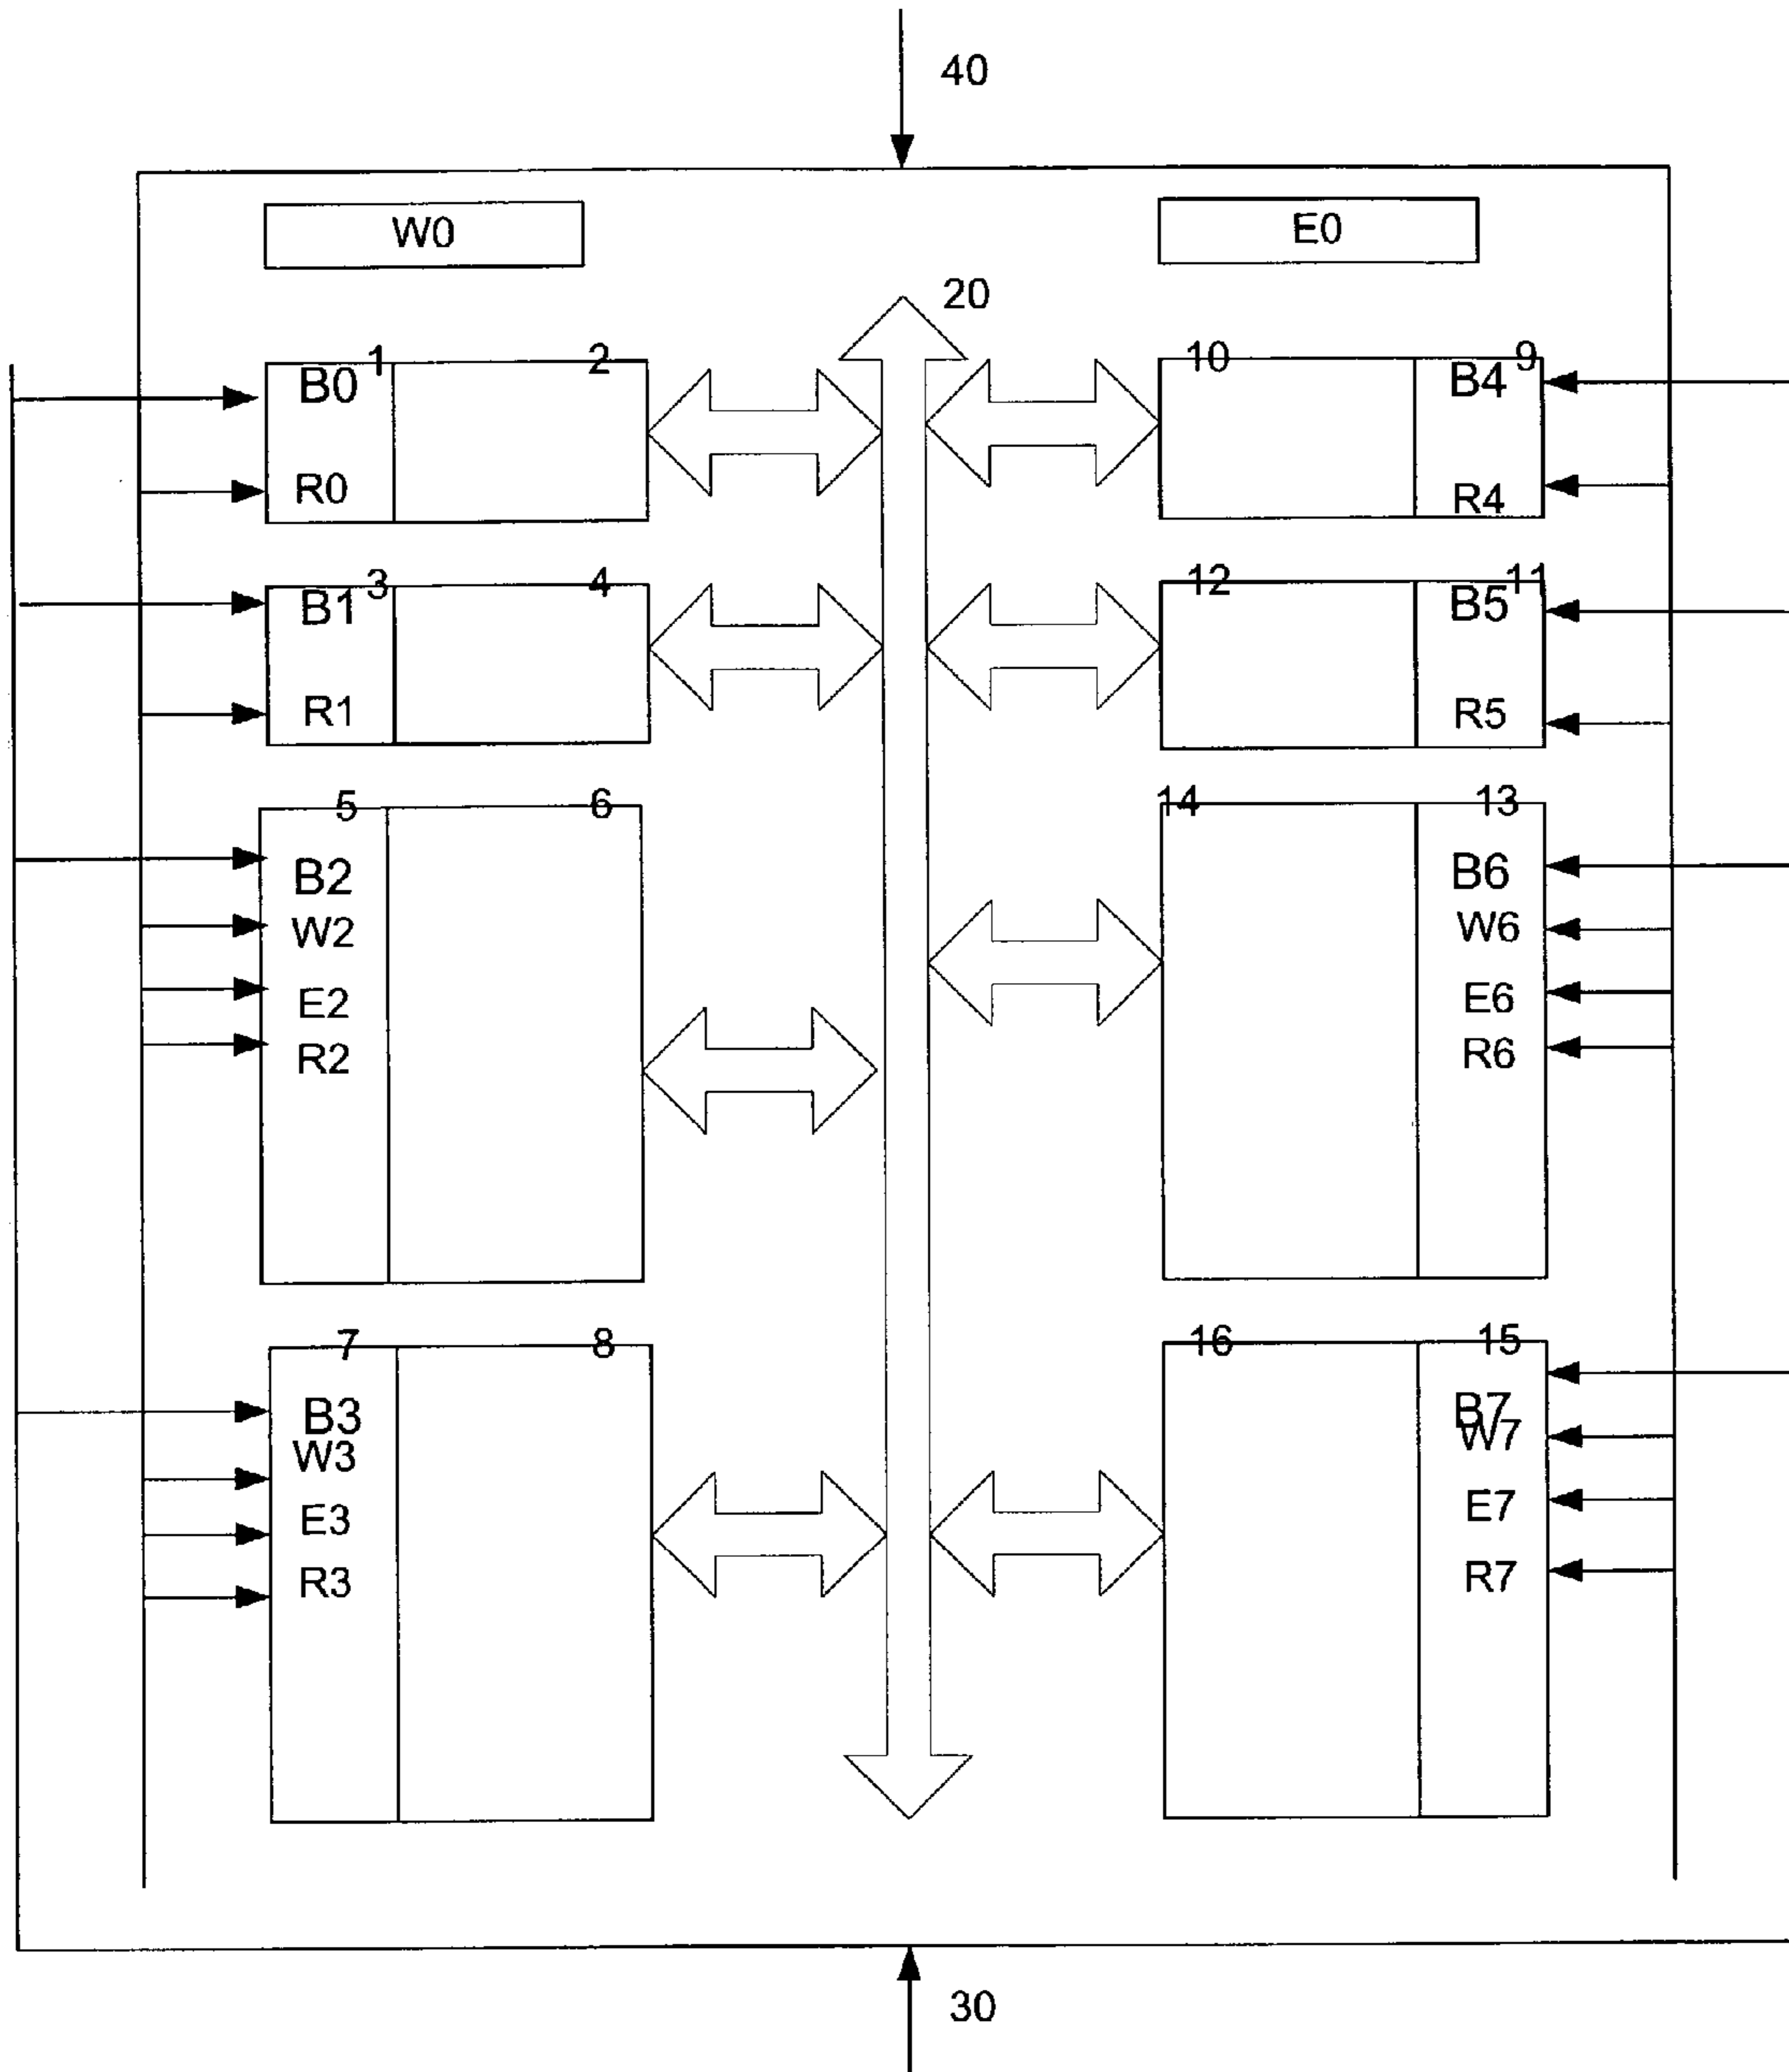 40
W0 E0
20
1 2 10 9
B0 B4
R0 R4
3 4 12 11
B1 B5
R1 R5
5 6 14 13
B2 B6
W2 W6
E2 E6
R2 R6
7 8 16 15
B3 B7
W3 W7
E3 E7
R3 R7
30